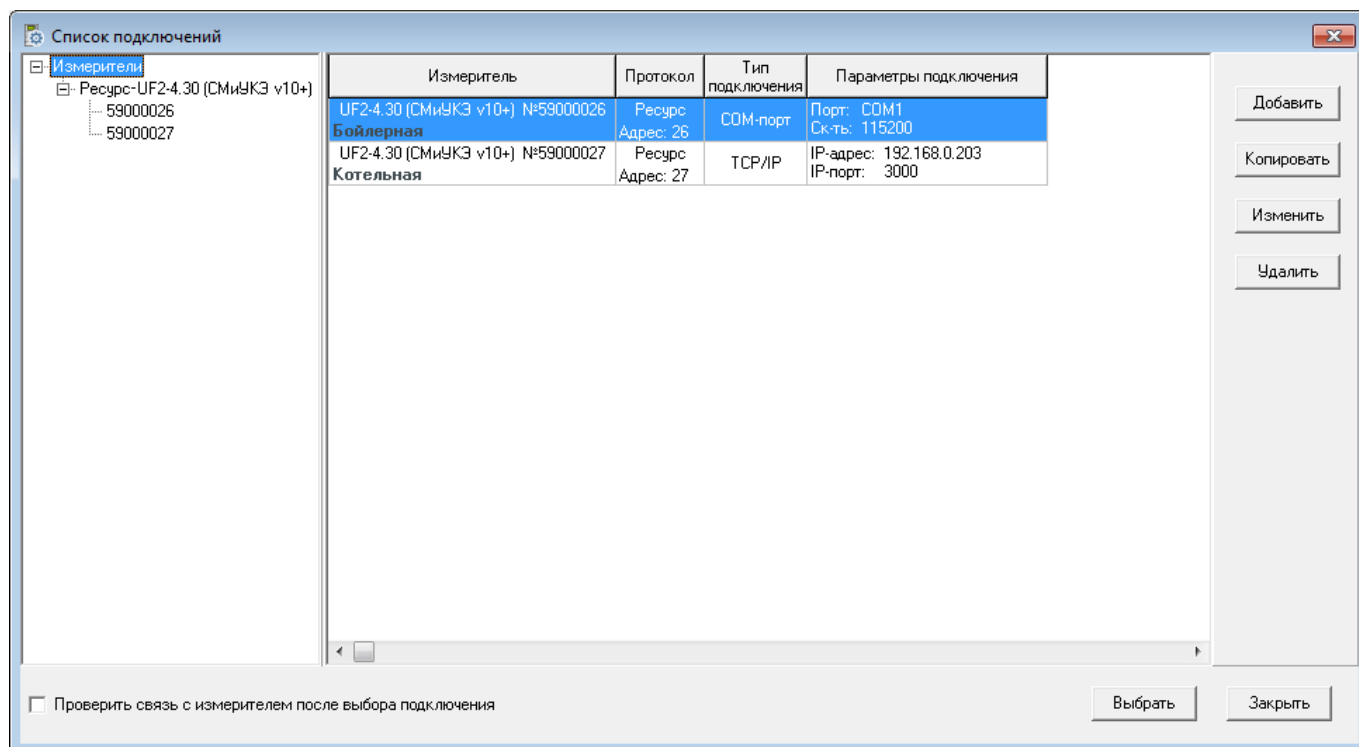 Список подключений
Измерители
Ресурс-UF2-4.30 (СМиУКЭ v10+)
59000026
59000027
Измеритель
Протокол
Тип
подключения
Параметры подключения
UF2-4.30 (СМиУКЭ v10+) №59000026
Бойлерная
Ресурс
Адрес: 26
COM-порт
Порт: COM1
Ск-ть: 115200
UF2-4.30 (СМиУКЭ v10+) №59000027
Котельная
Ресурс
Адрес: 27
TCP/IP
IP-адрес: 192.168.0.203
IP-порт: 3000
Добавить
Копировать
Изменить
Удалить
Проверить связь с измерителем после выбора подключения
Выбрать
Закрыть